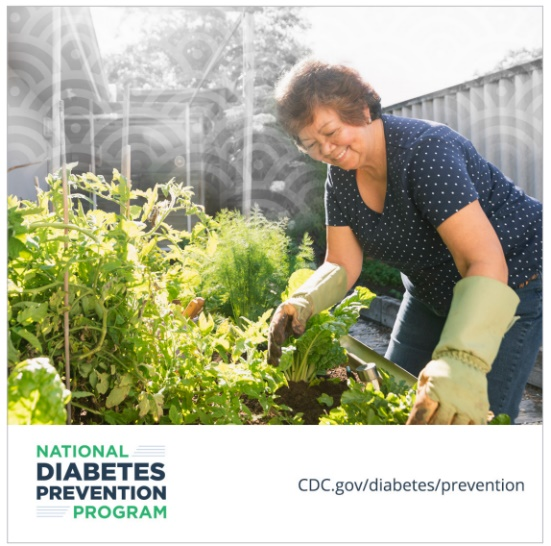 NATIONAL
DIABETES
PREVENTION
PROGRAM
CDC.gov/diabetes/prevention